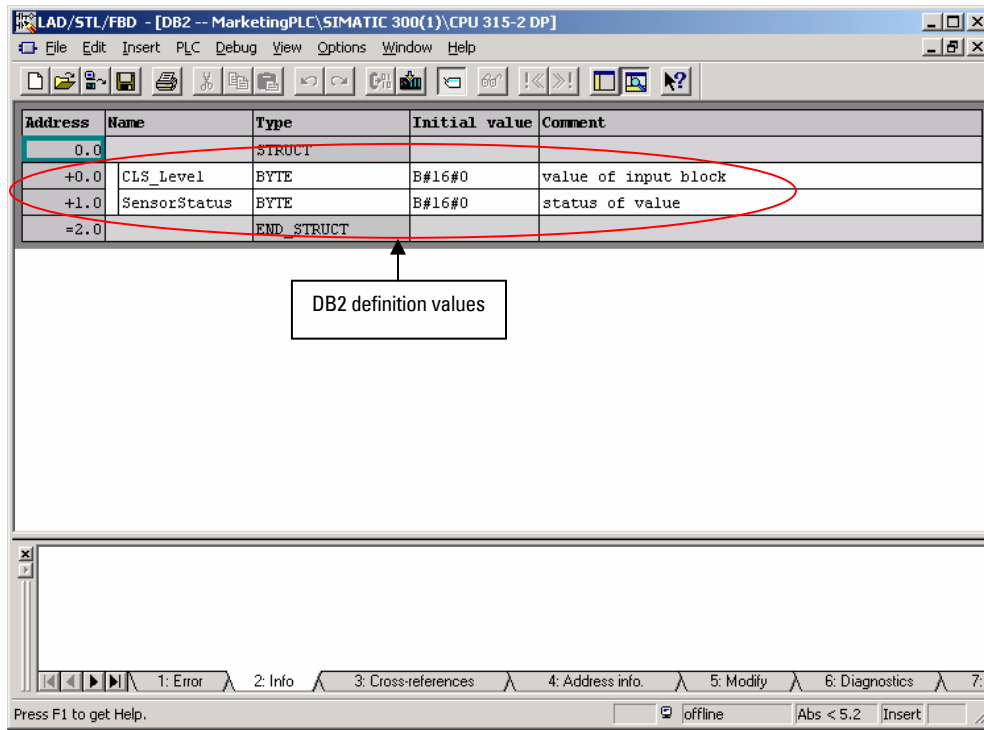 LAD/STL/FBD - [DB2 -- MarketingPLC\SIMATIC 300(1)\CPU 315-2 DP]
File Edit Insert PLC Debug View Options Window Help
Address Name Type Initial value Comment
0.0 STRUCT
+0.0 CLS_Level BYTE B#16#0 value of input block
+1.0 SensorStatus BYTE B#16#0 status of value
=2.0 END_STRUCT
DB2 definition values
1: Error 2: Info 3: Cross-references 4: Address info. 5: Modify 6: Diagnostics 7:
Press F1 to get Help. offline Abs < 5.2 Insert